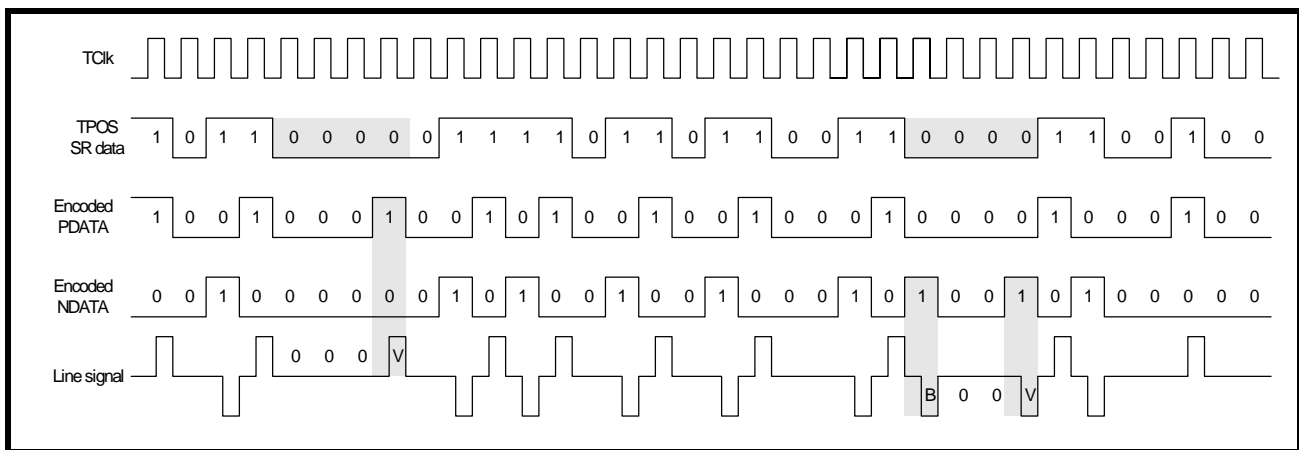 TClk
TPOS
SR data
1 0 1 1 0 0 0 0 0 1 1 1 1 0 1 1 0 1 1 0 0 1 1 0 0 0 0 1 1 0 0 1 0 0
Encoded
PDATA
1 0 0 1 0 0 0 1 0 0 1 0 1 0 0 1 0 0 1 0 0 0 1 0 0 0 0 1 0 0 0 1 0 0
Encoded
NDATA
0 0 1 0 0 0 0 0 0 1 0 1 0 0 1 0 0 1 0 0 0 1 0 1 0 0 1 0 1 0 0 0 0 0
Line signal
0 0 0 V
B 0 0 V